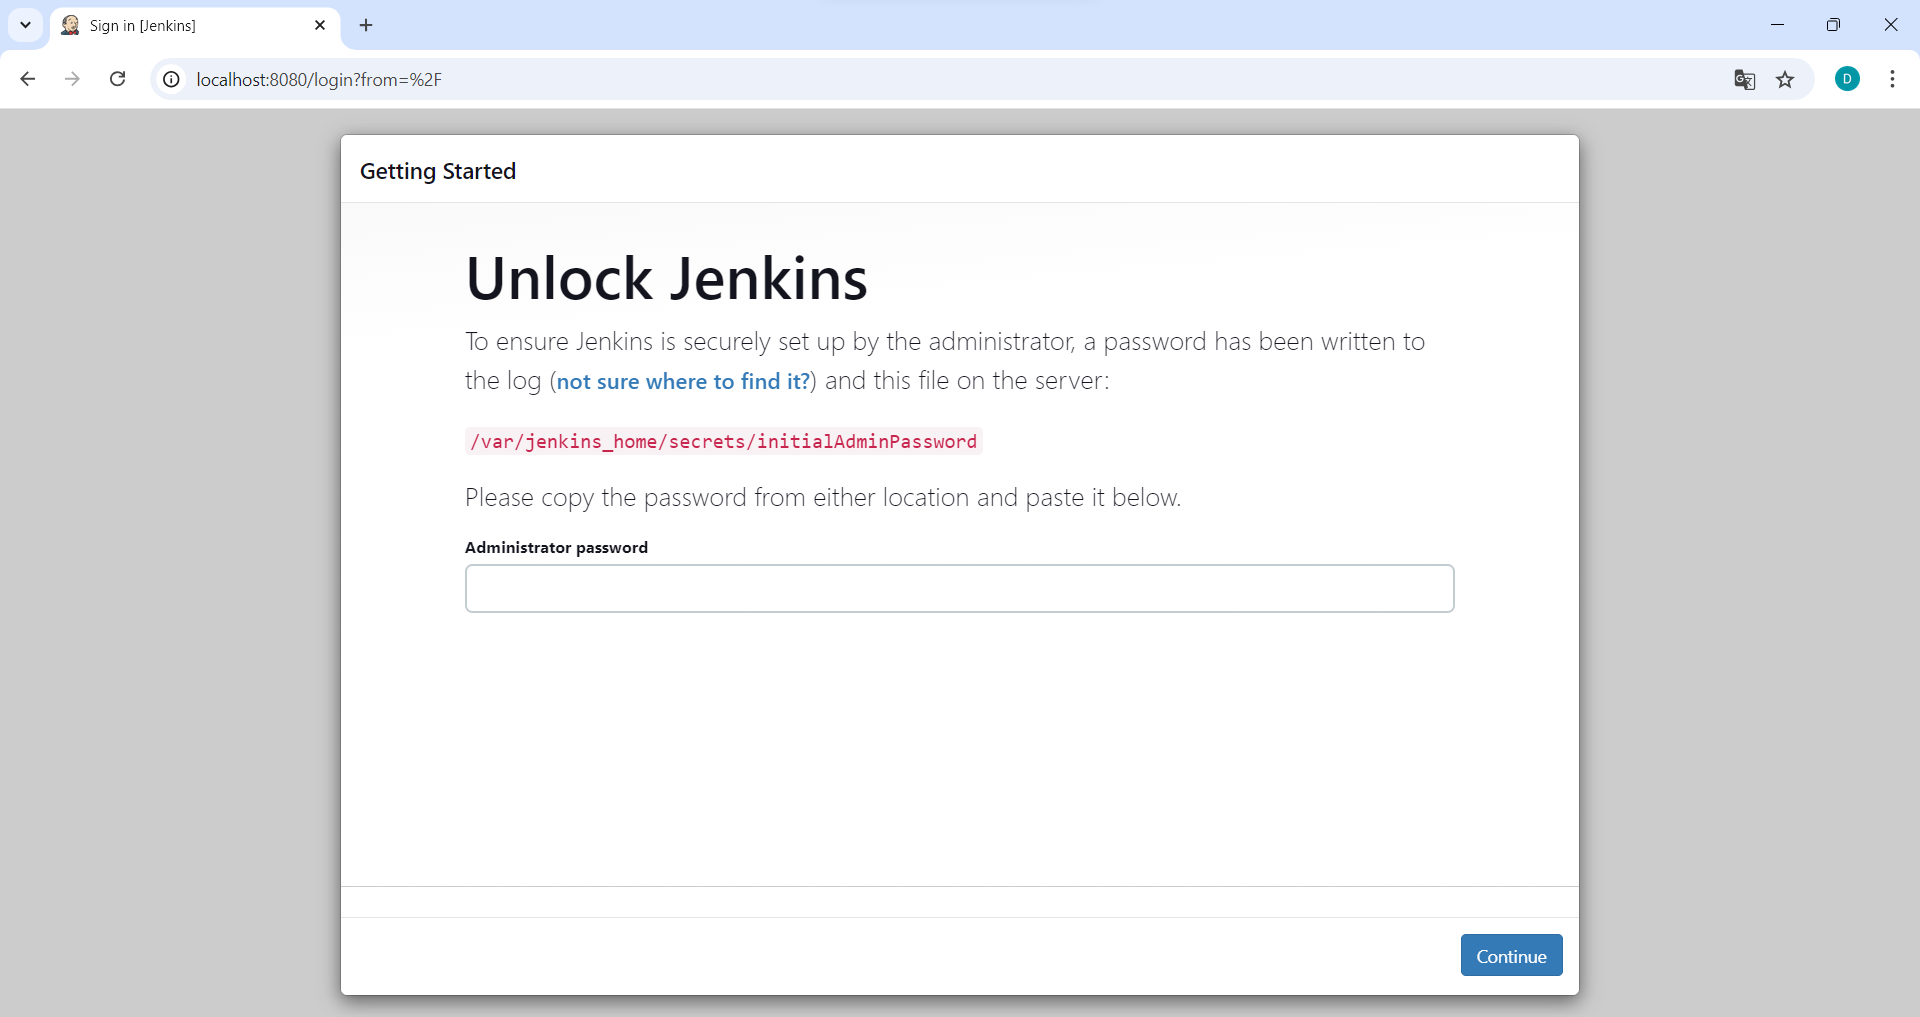 Sign in [Jenkins]
localhost:8080/login?from=%2F
D
Getting Started
Unlock Jenkins
To ensure Jenkins is securely set up by the administrator, a password has been written to
the log (not sure where to find it?) and this file on the server:
/var/jenkins_home/secrets/initialAdminPassword
Please copy the password from either location and paste it below.
Administrator password
Continue